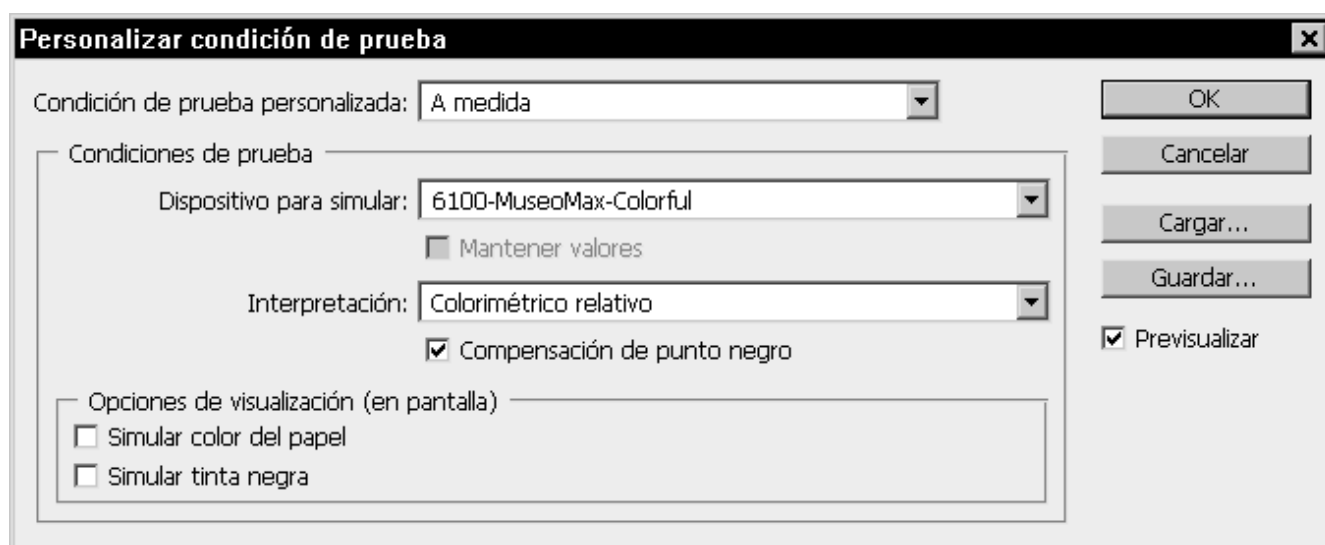 Personalizar condición de prueba
Condición de prueba personalizada: A medida
OK
Condiciones de prueba
Cancelar
Dispositivo para simular: 6100-MuseoMax-Colorful
Cargar...
Mantener valores
Guardar...
Interpretación: Colorimétrico relativo
Compensación de punto negro
Previsualizar
Opciones de visualización (en pantalla)
Simular color del papel
Simular tinta negra